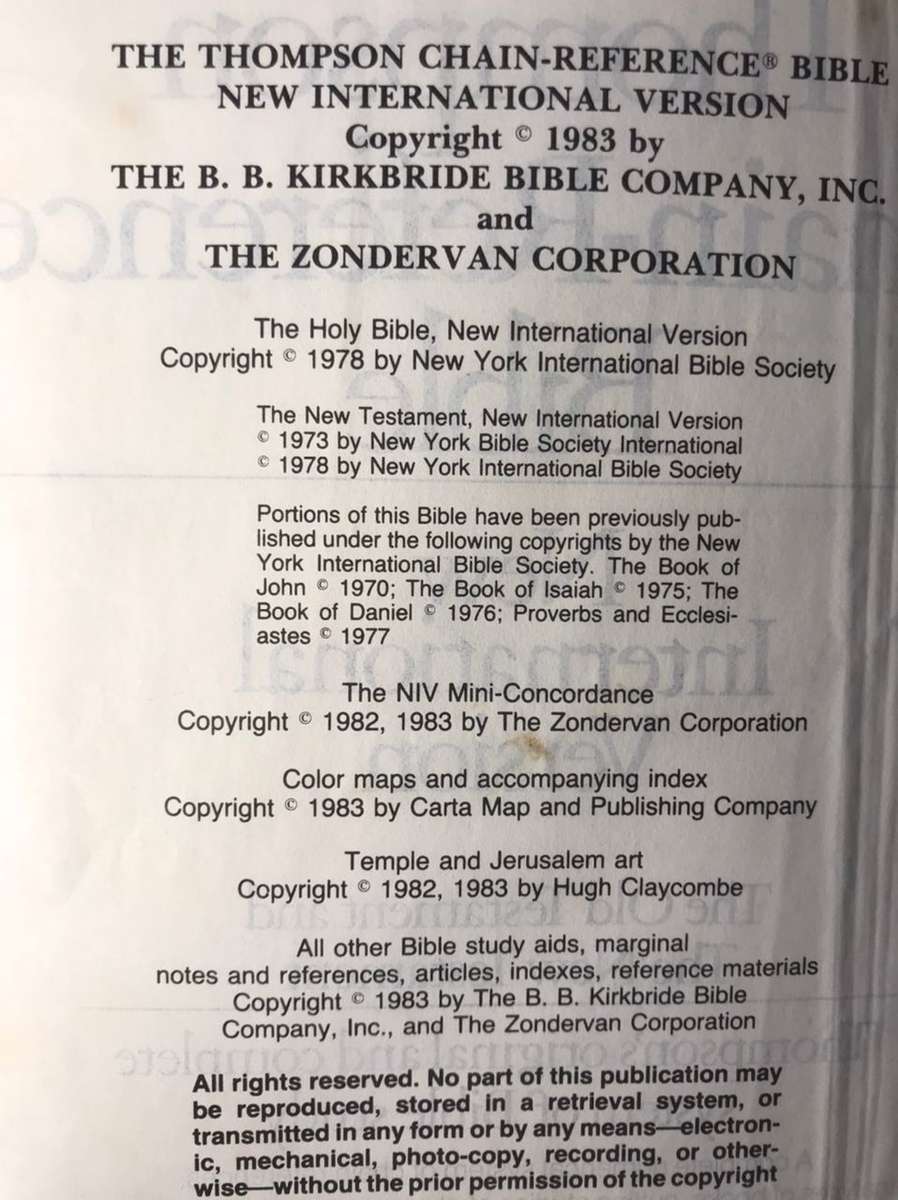 THE THOMPSON CHAIN-REFERENCE® BIBLE
NEW INTERNATIONAL VERSION
Copyright © 1983 by
THE B. B. KIRKBRIDE BIBLE COMPANY, INC.
and
THE ZONDERVAN CORPORATION
The Holy Bible, New International Version
Copyright © 1978 by New York International Bible Society
The New Testament, New International Version
© 1973 by New York Bible Society International
© 1978 by New York International Bible Society
Portions of this Bible have been previously pub-
lished under the following copyrights by the New
York International Bible Society. The Book of
John © 1970; The Book of Isaiah © 1975; The
Book of Daniel © 1976; Proverbs and Ecclesi-
astes © 1977
The NIV Mini-Concordance
Copyright © 1982, 1983 by The Zondervan Corporation
Color maps and accompanying index
Copyright © 1983 by Carta Map and Publishing Company
Temple and Jerusalem art
Copyright © 1982, 1983 by Hugh Claycombe
All other Bible study aids, marginal
notes and references, articles, indexes, reference materials
Copyright © 1983 by The B. B. Kirkbride Bible
Company, Inc., and The Zondervan Corporation
All rights reserved. No part of this publication may
be reproduced, stored in a retrieval system, or
transmitted in any form or by any means—electron-
ic, mechanical, photo-copy, recording, or other-
wise—without the prior permission of the copyright